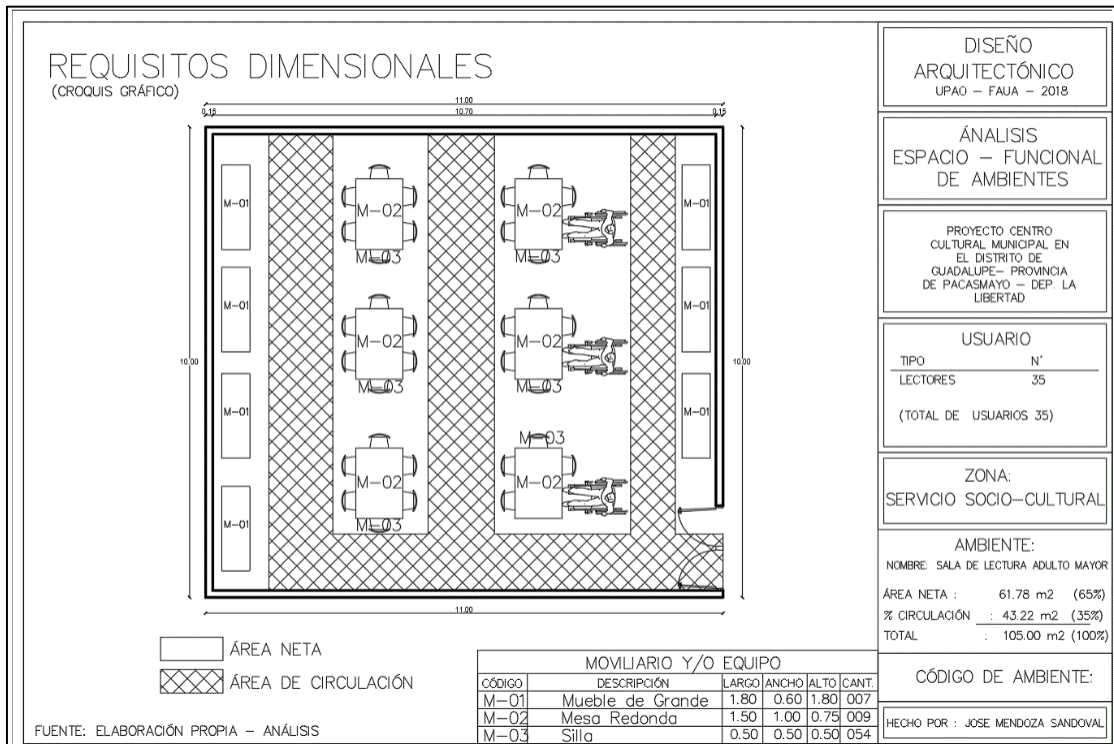 REQUISITOS DIMENSIONALES
(CROQUIS GRÁFICO)
11.00
0.15 10.70 0.15
M-01 M-02 M-02 M-01
M-03 M-03
M-01 M-02 M-02 M-01
M-03 M-03
10.00 10.00
M-01 M-03 M-01
M-02 M-02
M-01 M-03
11.00
ÁREA NETA
ÁREA DE CIRCULACIÓN
FUENTE: ELABORACIÓN PROPIA – ANÁLISIS
MOVILIARIO Y/O EQUIPO
CÓDIGO DESCRIPCIÓN LARGO ANCHO ALTO CANT.
M-01 Mueble de Grande 1.80 0.60 1.80 007
M-02 Mesa Redonda 1.50 1.00 0.75 009
M-03 Silla 0.50 0.50 0.50 054
DISEÑO
ARQUITECTÓNICO
UPAO – FAUA – 2018
ÁNALISIS
ESPACIO – FUNCIONAL
DE AMBIENTES
PROYECTO CENTRO
CULTURAL MUNICIPAL EN
EL DISTRITO DE
GUADALUPE– PROVINCIA
DE PACASMAYO – DEP. LA
LIBERTAD
USUARIO
TIPO N°
LECTORES 35
(TOTAL DE USUARIOS 35)
ZONA:
SERVICIO SOCIO-CULTURAL
AMBIENTE:
NOMBRE: SALA DE LECTURA ADULTO MAYOR
ÁREA NETA : 61.78 m2 (65%)
% CIRCULACIÓN : 43.22 m2 (35%)
TOTAL : 105.00 m2 (100%)
CÓDIGO DE AMBIENTE:
HECHO POR : JOSE MENDOZA SANDOVAL